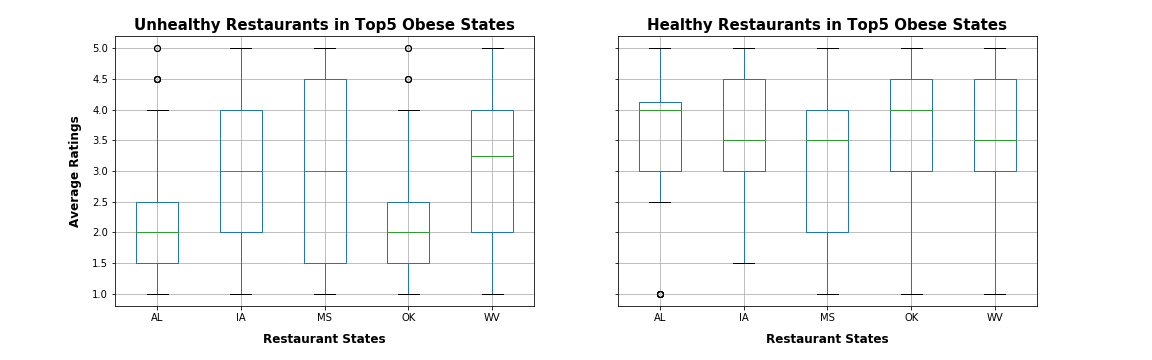 Unhealthy Restaurants in Top5 Obese States
Average Ratings
5.0
4.5
4.0
3.5
3.0
2.5
2.0
1.5
1.0
AL IA MS OK WV
Restaurant States
Healthy Restaurants in Top5 Obese States
AL IA MS OK WV
Restaurant States